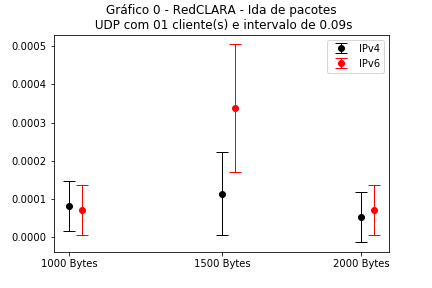 Gráfico 0 - RedCLARA - Ida de pacotes
UDP com 01 cliente(s) e intervalo de 0.09s
IPv4
IPv6
0.0005
0.0004
0.0003
0.0002
0.0001
0.0000
1000 Bytes
1500 Bytes
2000 Bytes